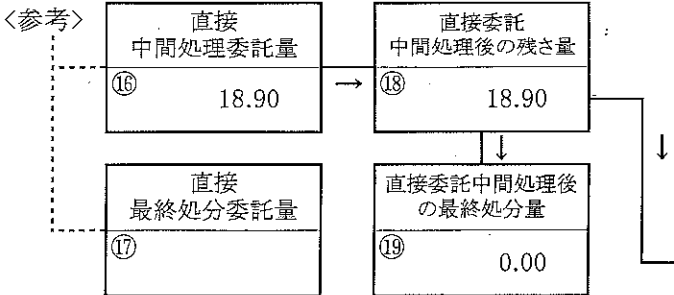 〈参考〉
直接
中間処理委託量
⑯
18.90
→
直接委託
中間処理後の残さ量
⑱
18.90
↓
↓
直接
最終処分委託量
⑰
直接委託中間処理後
の最終処分量
⑲
0.00